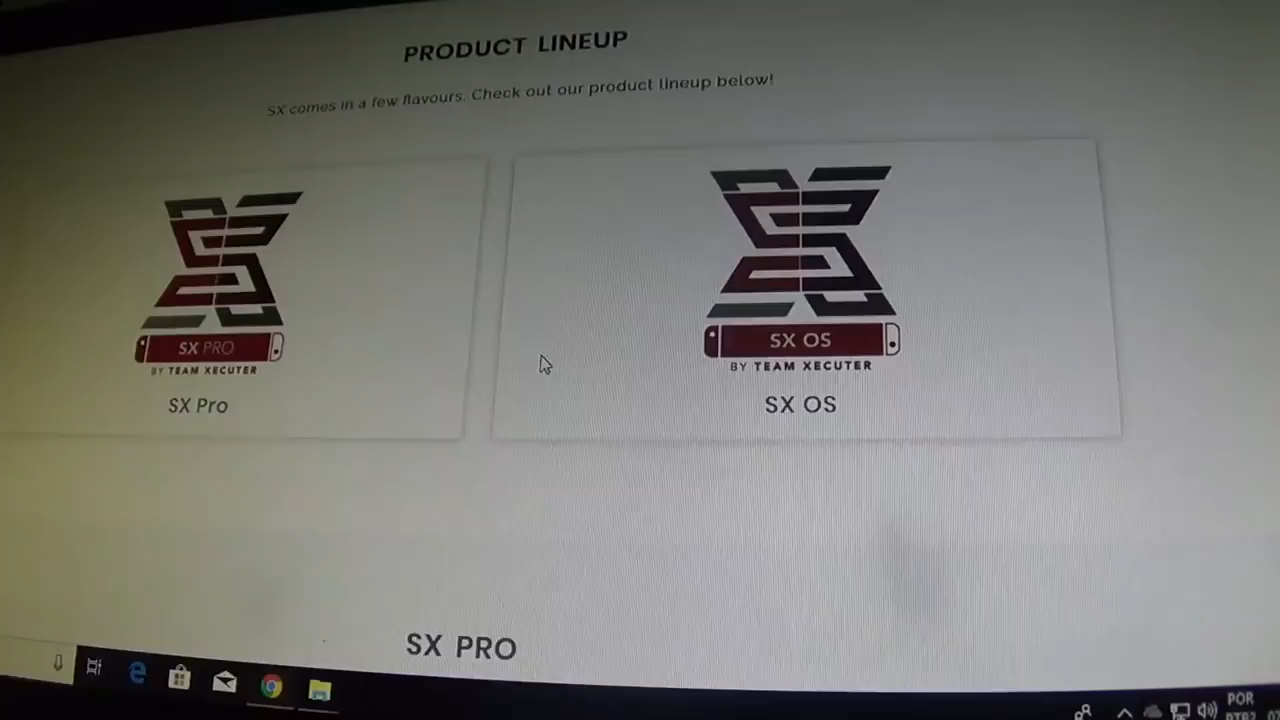 PRODUCT LINEUP
SX comes in a few flavours. Check out our product lineup below!
SX PRO
BY TEAM XECUTER
SX Pro
SX OS
BY TEAM XECUTER
SX OS
SX PRO
POR